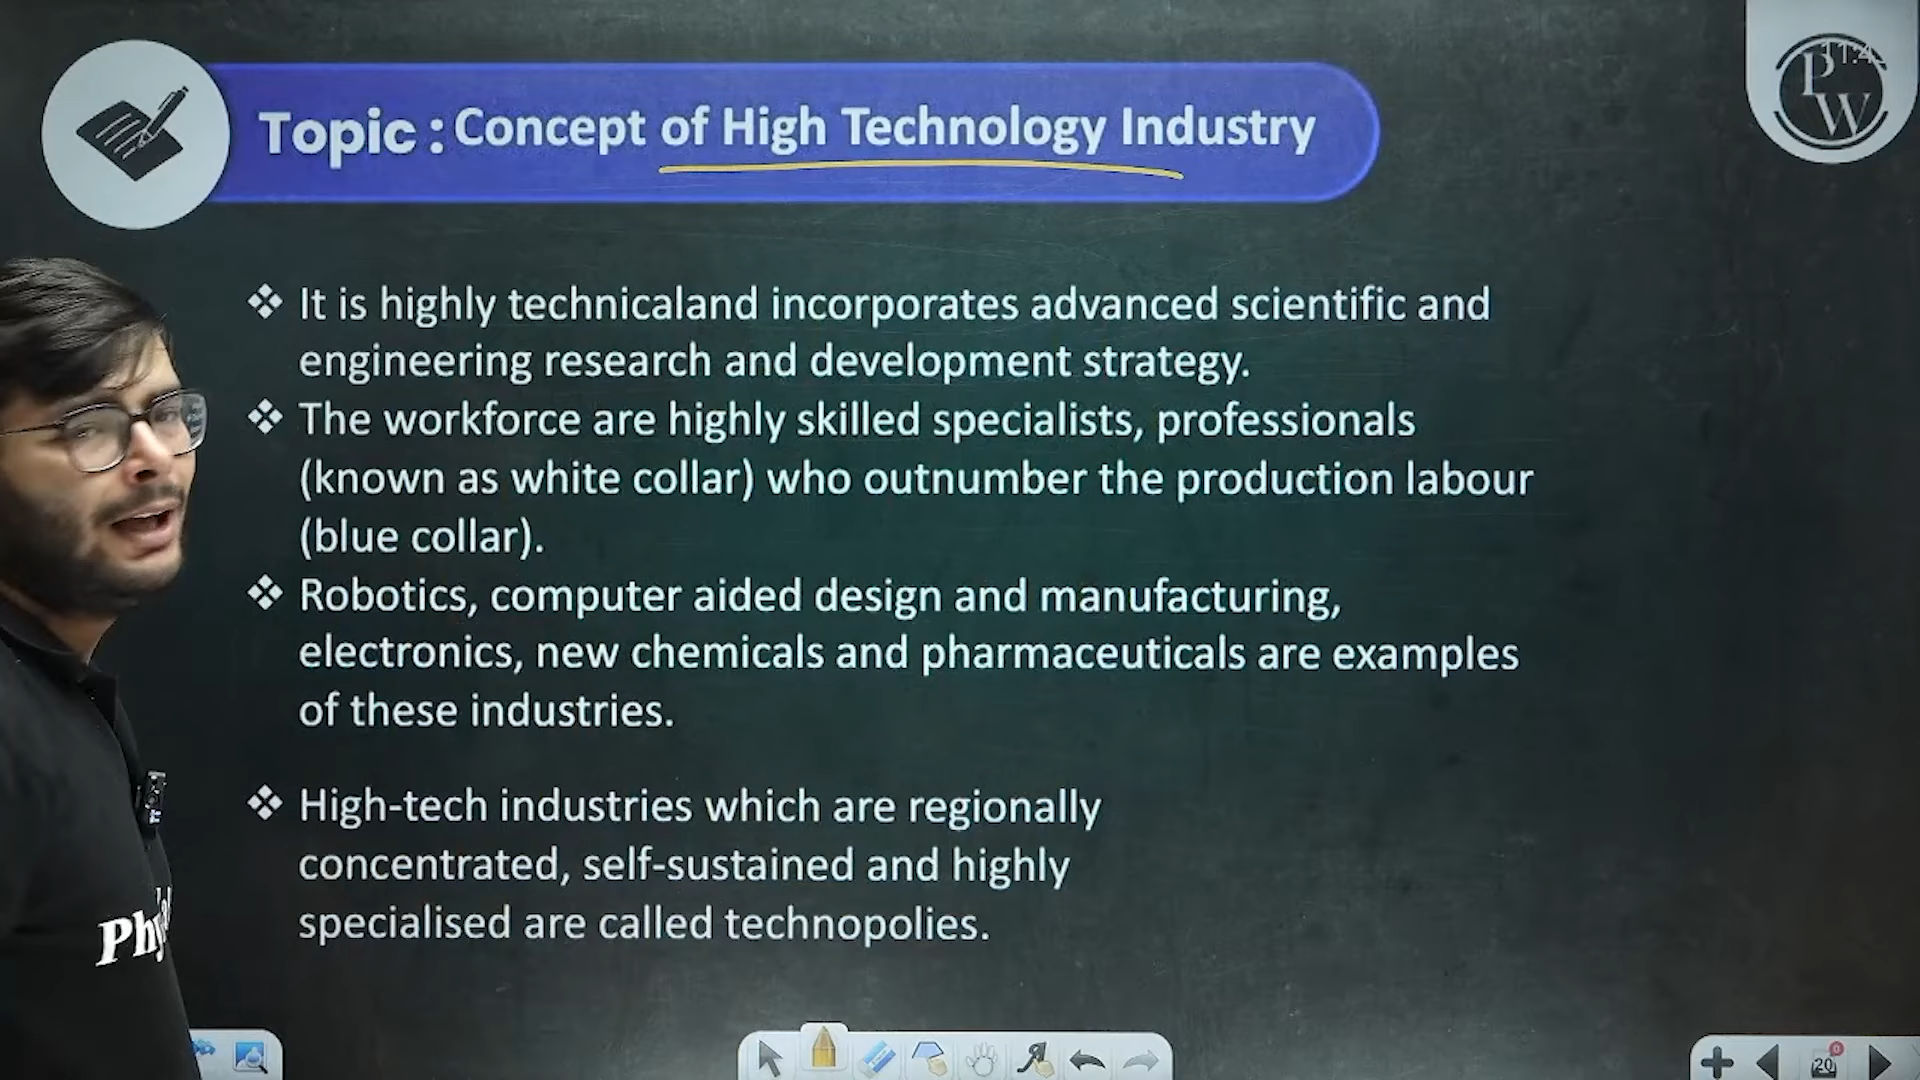 Topic : Concept of High Technology Industry
PW
❖ It is highly technicaland incorporates advanced scientific and
engineering research and development strategy.
❖ The workforce are highly skilled specialists, professionals
(known as white collar) who outnumber the production labour
(blue collar).
❖ Robotics, computer aided design and manufacturing,
electronics, new chemicals and pharmaceuticals are examples
of these industries.
❖ High-tech industries which are regionally
concentrated, self-sustained and highly
specialised are called technopolies.
20
0